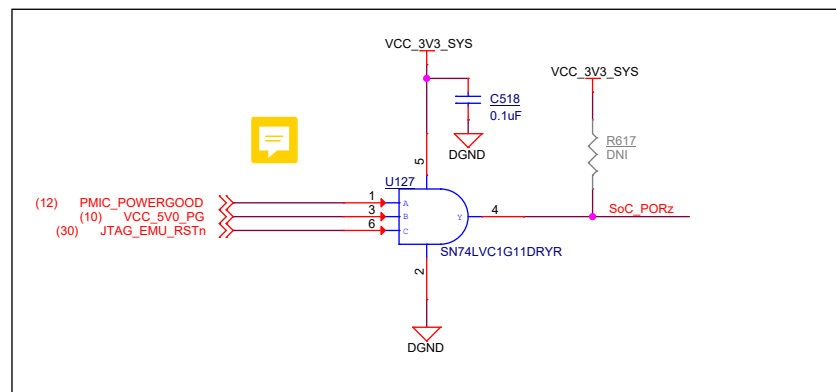 VCC_3V3_SYS
VCC_3V3_SYS
C518
0.1uF
R617
DNI
DGND
5
U127
(12) PMIC_POWERGOOD 1 A
(10) VCC_5V0_PG 3 B Y 4 SoC_PORz
(30) JTAG_EMU_RSTn 6 C
SN74LVC1G11DRYR
2
DGND